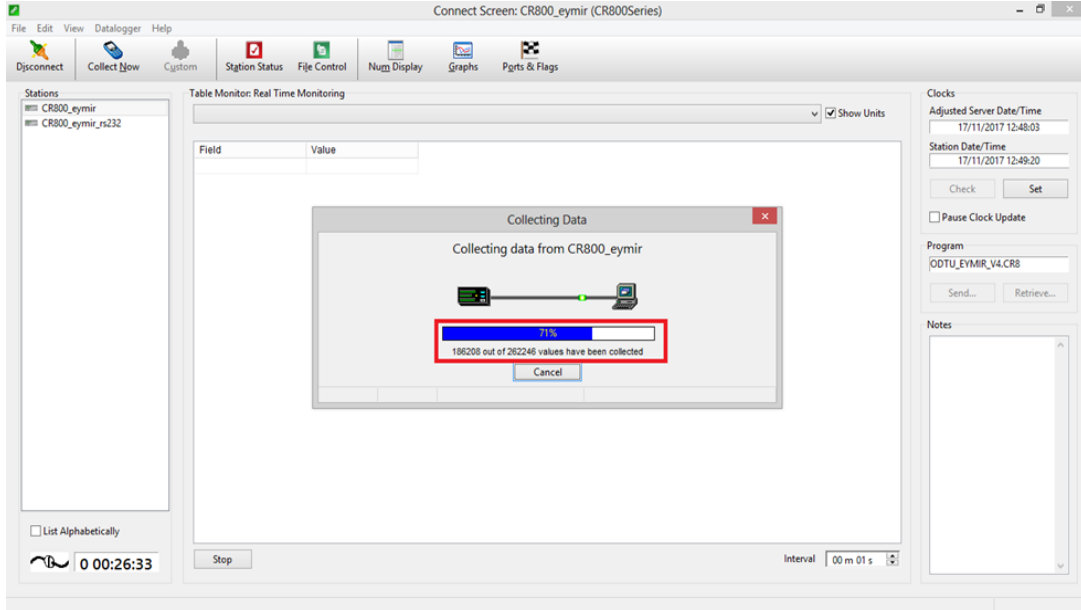 Connect Screen: CR800_eymir (CR800Series)
File Edit View Datalogger Help
Disconnect Collect Now Custom Station Status File Control Num Display Graphs Ports & Flags
Stations
CR800_eymir
CR800_eymir_rs232
List Alphabetically
0 00:26:33
Table Monitor: Real Time Monitoring
Show Units
Field Value
Collecting Data
Collecting data from CR800_eymir
71%
186208 out of 262246 values have been collected
Cancel
Stop
Interval 00 m 01 s
Clocks
Adjusted Server Date/Time
17/11/2017 12:48:03
Station Date/Time
17/11/2017 12:49:20
Check Set
Pause Clock Update
Program
ODTU_EYMIR_V4.CR8
Send... Retrieve...
Notes